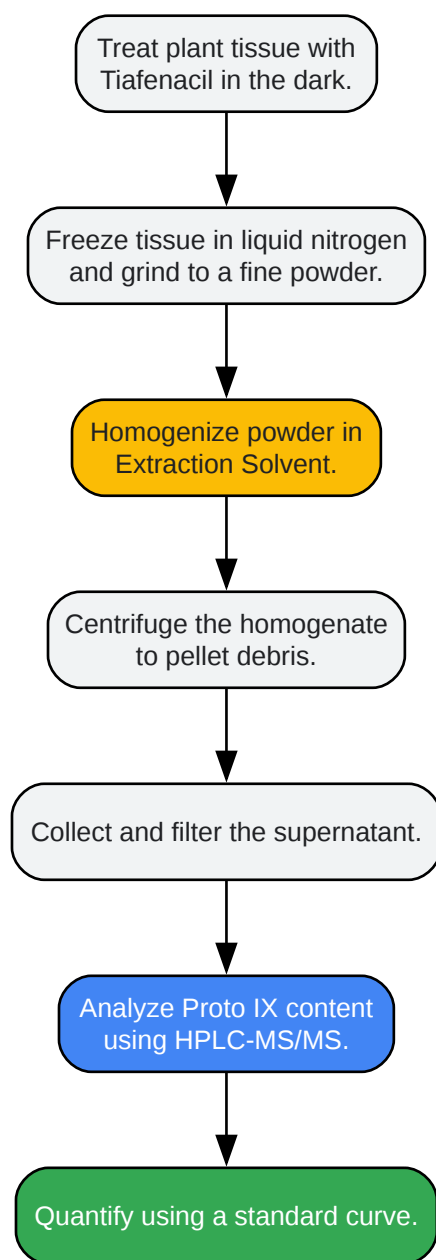 Treat plant tissue with
Tiafenacil in the dark.
Freeze tissue in liquid nitrogen
and grind to a fine powder.
Homogenize powder in
Extraction Solvent.
Centrifuge the homogenate
to pellet debris.
Collect and filter the supernatant.
Analyze Proto IX content
using HPLC-MS/MS.
Quantify using a standard curve.